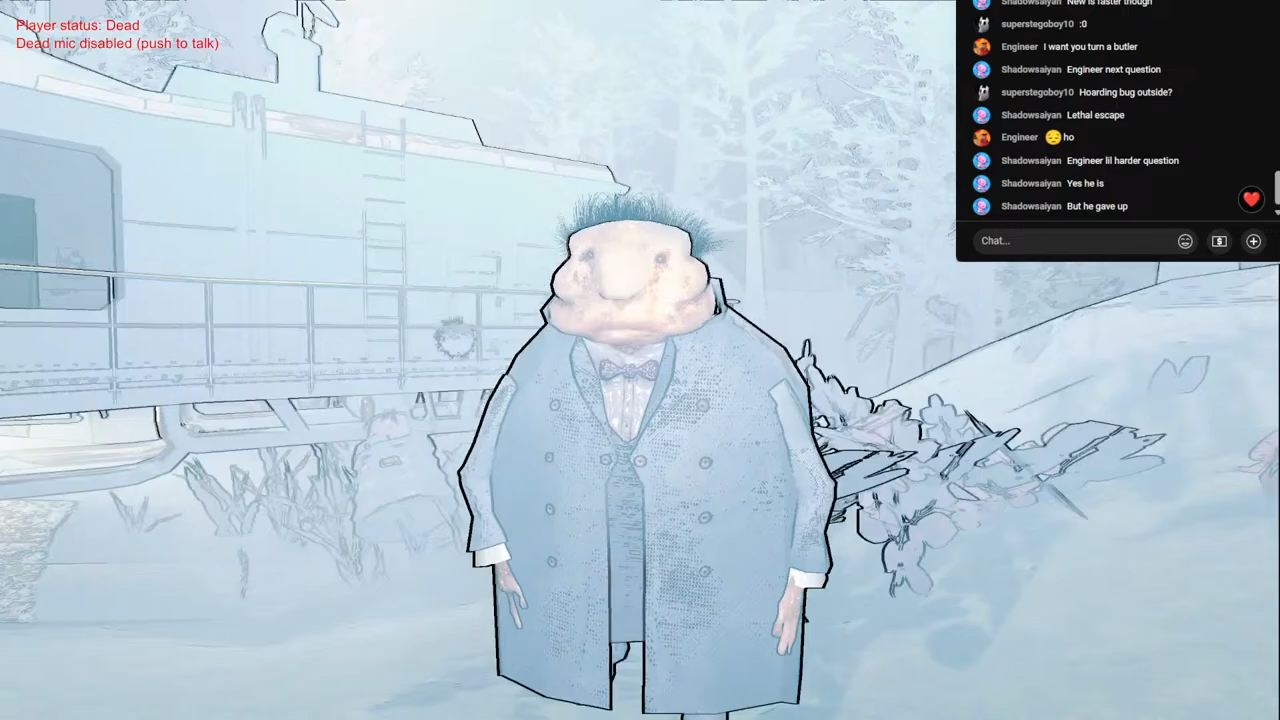 Player status: Dead
Dead mic disabled (push to talk)
Shadowsaiyan New is faster though
superstegoboy10 :0
Engineer I want you turn a butler
Shadowsaiyan Engineer next question
superstegoboy10 Hoarding bug outside?
Shadowsaiyan Lethal escape
Engineer 😔 ho
Shadowsaiyan Engineer lil harder question
Shadowsaiyan Yes he is
Shadowsaiyan But he gave up
Chat...